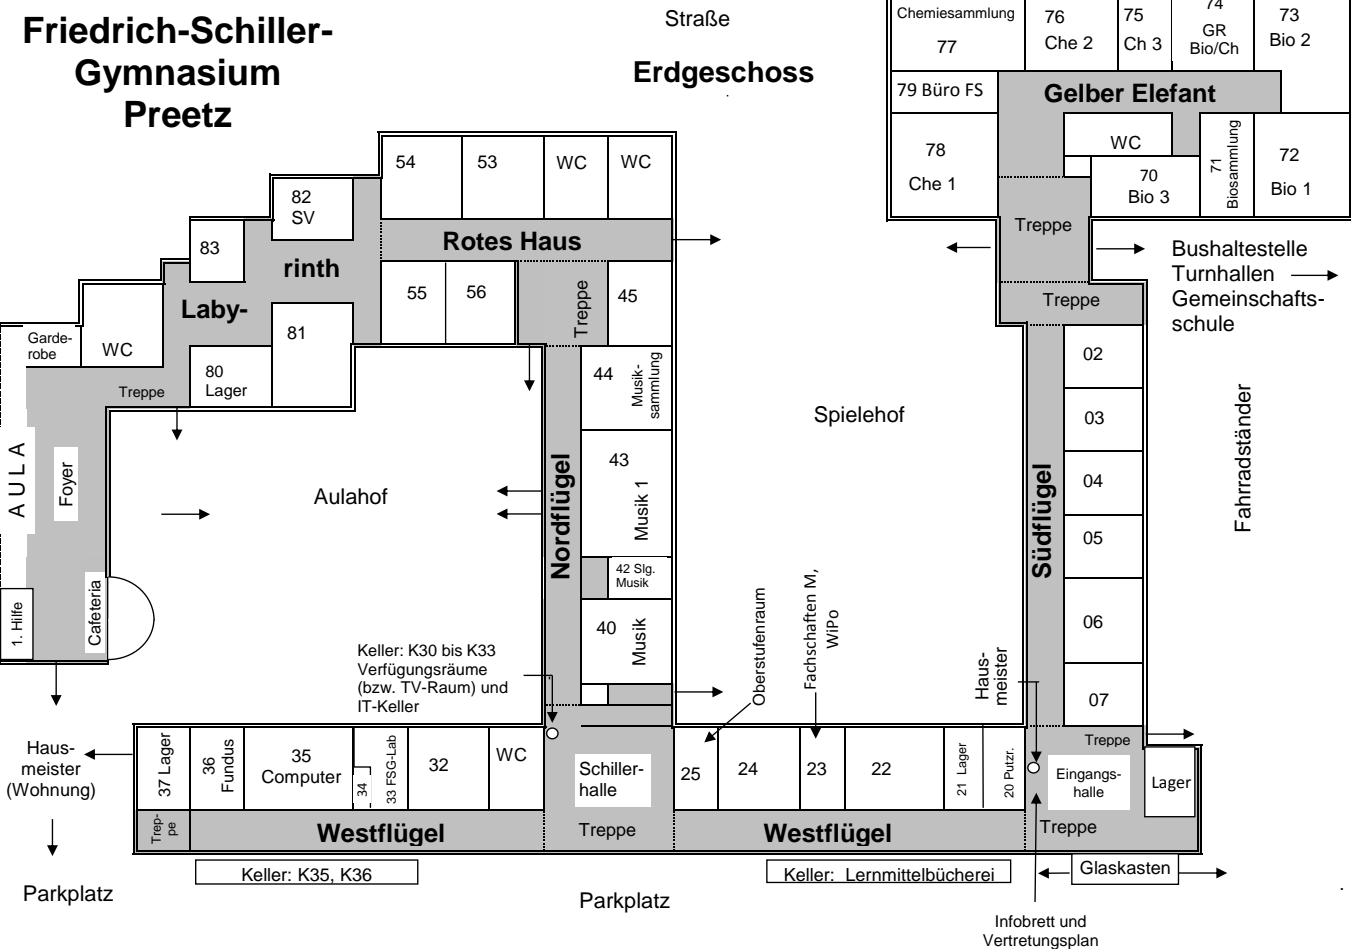 Friedrich-Schiller-
Gymnasium
Preetz
Straße
Erdgeschoss
Chemiesammlung
77
76
Che 2
75
Ch 3
74
GR
Bio/Ch
73
Bio 2
79 Büro FS
Gelber Elefant
78
Che 1
WC
70
Bio 3
71
Biosammlung
72
Bio 1
Treppe
Treppe
Bushaltestelle
Turnhallen
Gemeinschafts-
schule
54
53
WC
WC
82
SV
83
Rotes Haus
rinth
Laby-
55
56
Treppe
45
81
80
Lager
Garde-
robe
WC
Treppe
44
Musik-
sammlung
43
Musik 1
42 Slg.
Musik
40
Musik
Nordflügel
AULA
Foyer
Aulahof
Spielehof
Cafeteria
1. Hilfe
02
03
04
05
06
07
Südflügel
Fahrradständer
Keller: K30 bis K33
Verfügungsräume
(bzw. TV-Raum) und
IT-Keller
Oberstufenraum
Fachschaften M,
WiPo
Haus-
meister
Haus-
meister
(Wohnung)
37 Lager
36
Fundus
35
Computer
34
33 FSG-Lab
32
WC
Schiller-
halle
25
24
23
22
21 Lager
20 Putzr.
Eingangs-
halle
Treppe
Lager
Trep-
pe
Westflügel
Treppe
Westflügel
Treppe
Keller: K35, K36
Keller: Lernmittelbücherei
Glaskasten
Parkplatz
Parkplatz
Infobrett und
Vertretungsplan